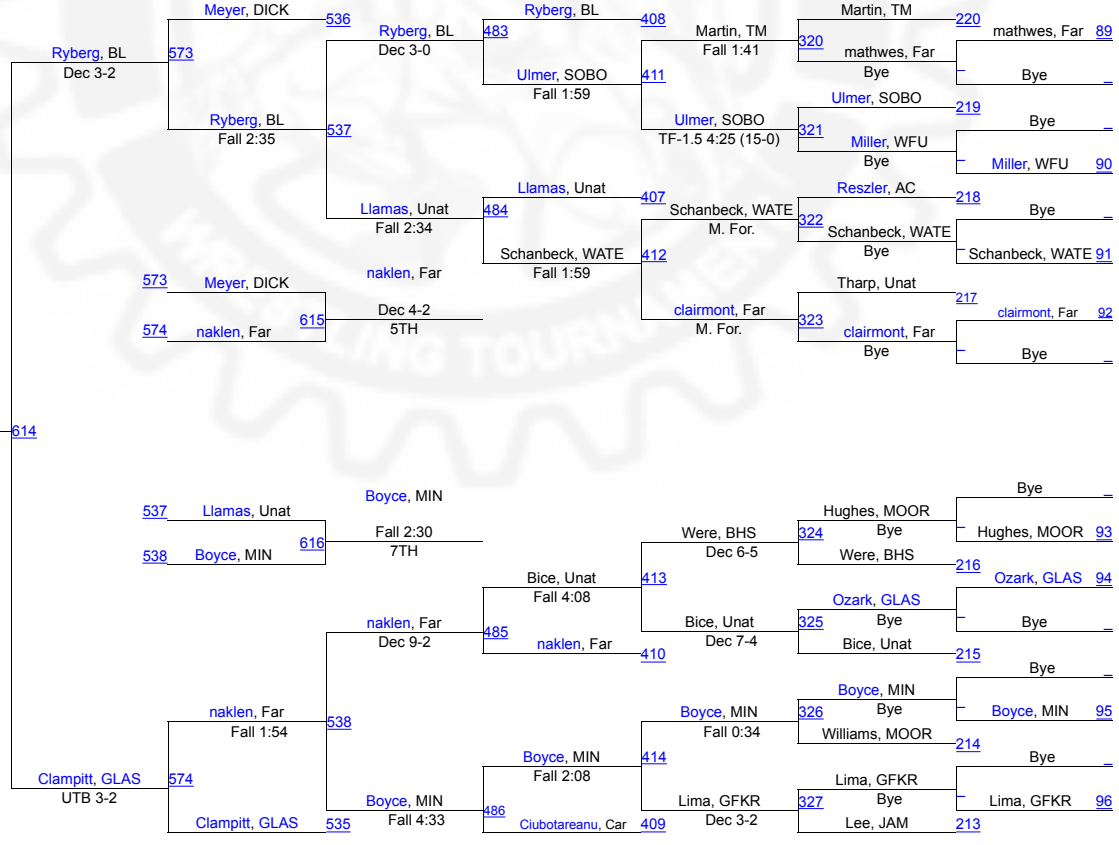 Meyer, DICK
536
Ryberg, BL
573
Dec 3-2
Ryberg, BL
Fall 2:35
Ryberg, BL
483
Dec 3-0
537
Llamas, Unat
484
Fall 2:34
Ryberg, BL
408
Ulmer, SOBO
411
Fall 1:59
Llamas, Unat
407
Schanbeck, WATE
412
Fall 1:59
Martin, TM
320
Fall 1:41
Ulmer, SOBO
321
TF-1.5 4:25 (15-0)
Schanbeck, WATE
322
M. For.
clairmont, Far
323
M. For.
Martin, TM
220
mathwes, Far
Bye
Ulmer, SOBO
219
Miller, WFU
Bye
Reszler, AC
218
Schanbeck, WATE
Bye
Tharp, Unat
217
clairmont, Far
Bye
mathwes, Far 89
Bye
Bye
Miller, WFU 90
Bye
Schanbeck, WATE 91
clairmont, Far 92
Bye
573 Meyer, DICK
574 naklen, Far
615
naklen, Far
Dec 4-2
5TH
614
537 Llamas, Unat
538 Boyce, MIN
616
Boyce, MIN
Fall 2:30
7TH
Clampitt, GLAS
574
UTB 3-2
naklen, Far
538
Fall 1:54
Clampitt, GLAS
535
naklen, Far
485
Dec 9-2
Boyce, MIN
486
Fall 4:33
Bice, Unat
413
Fall 4:08
naklen, Far
410
Boyce, MIN
414
Fall 2:08
Ciubotareanu, Car
409
Were, BHS
324
Dec 6-5
Bice, Unat
325
Dec 7-4
Boyce, MIN
326
Fall 0:34
Lima, GFKR
327
Dec 3-2
Hughes, MOOR
Bye
Were, BHS
216
Ozark, GLAS
Bye
Bice, Unat
215
Boyce, MIN
Bye
Williams, MOOR
214
Lima, GFKR
Bye
Lee, JAM
213
Bye
Hughes, MOOR 93
Ozark, GLAS 94
Bye
Bye
Boyce, MIN 95
Bye
Lima, GFKR 96